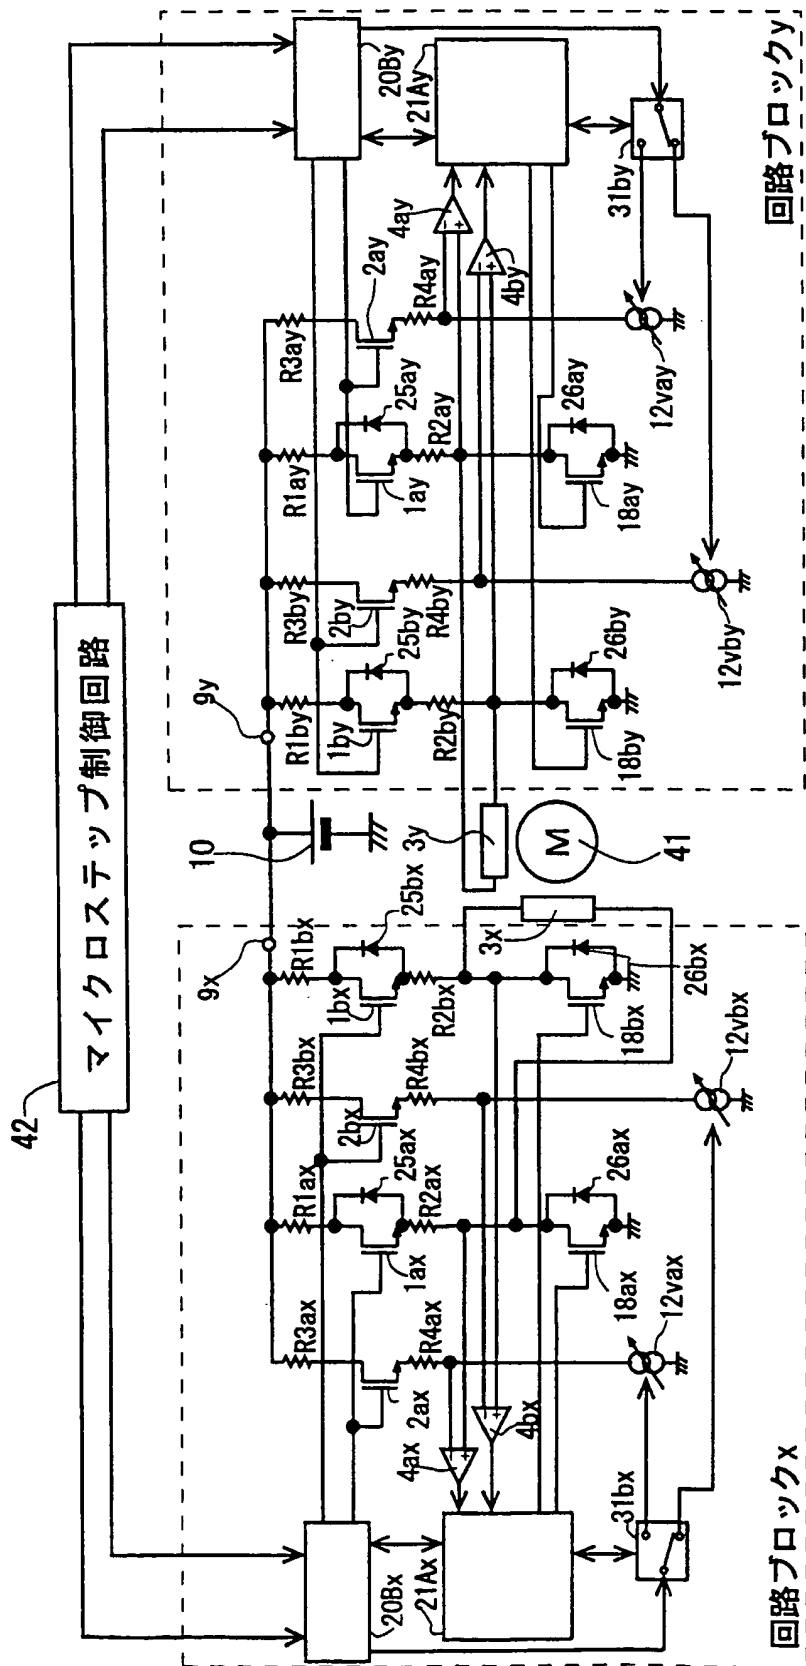 42
マイクロステップ制御回路
9x
10
9y
R3ax
R1ax
R3bx
R1bx
R1by
R3by
R1ay
R3ay
20Bx
20By
2ax
1ax
25ax
2bx
1bx
25bx
1by
25by
2by
1ay
25ay
2ay
R4ax
R2ax
R4bx
R2bx
R2by
R4by
R2ay
R4ay
21Ax
21Ay
4ax
4bx
4ay
4by
3x
3y
M
41
18ax
26ax
18bx
26bx
18by
26by
18ay
26ay
31bx
12vax
12vbx
12vby
12vay
31by
回路ブロックx
回路ブロックy